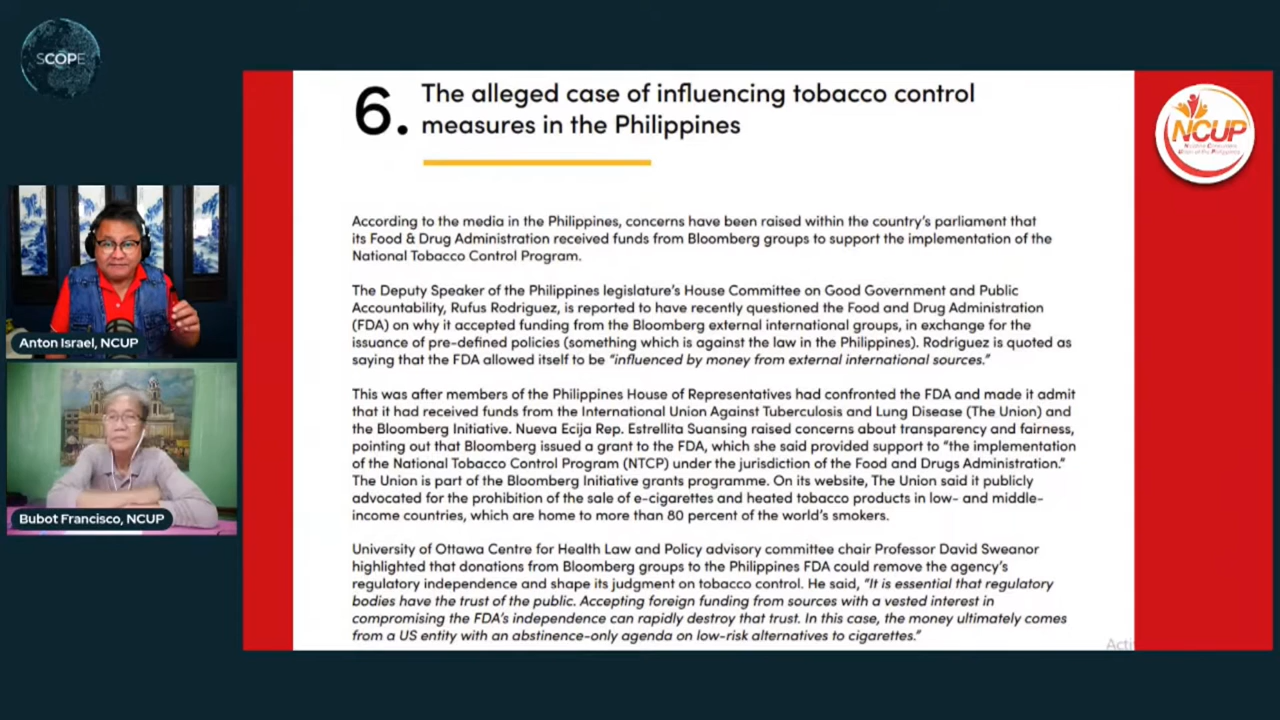 SCOPE
6. The alleged case of influencing tobacco control
measures in the Philippines
NCUP
According to the media in the Philippines, concerns have been raised within the country's parliament that
its Food & Drug Administration received funds from Bloomberg groups to support the implementation of the
National Tobacco Control Program.
The Deputy Speaker of the Philippines legislature's House Committee on Good Government and Public
Accountability, Rufus Rodriguez, is reported to have recently questioned the Food and Drug Administration
(FDA) on why it accepted funding from the Bloomberg external international groups, in exchange for the
issuance of pre-defined policies (something which is against the law in the Philippines). Rodriguez is quoted as
saying that the FDA allowed itself to be "influenced by money from external international sources."
This was after members of the Philippines House of Representatives had confronted the FDA and made it admit
that it had received funds from the International Union Against Tuberculosis and Lung Disease (The Union) and
the Bloomberg Initiative. Nueva Ecija Rep. Estrellita Suansing raised concerns about transparency and fairness,
pointing out that Bloomberg issued a grant to the FDA, which she said provided support to "the implementation
of the National Tobacco Control Program (NTCP) under the jurisdiction of the Food and Drugs Administration."
The Union is part of the Bloomberg Initiative grants programme. On its website, The Union said it publicly
advocated for the prohibition of the sale of e-cigarettes and heated tobacco products in low- and middle-
income countries, which are home to more than 80 percent of the world's smokers.
University of Ottawa Centre for Health Law and Policy advisory committee chair Professor David Sweanor
highlighted that donations from Bloomberg groups to the Philippines FDA could remove the agency's
regulatory independence and shape its judgment on tobacco control. He said, "It is essential that regulatory
bodies have the trust of the public. Accepting foreign funding from sources with a vested interest in
compromising the FDA's independence can rapidly destroy that trust. In this case, the money ultimately comes
from a US entity with an abstinence-only agenda on low-risk alternatives to cigarettes."
Anton Israel, NCUP
Bubot Francisco, NCUP